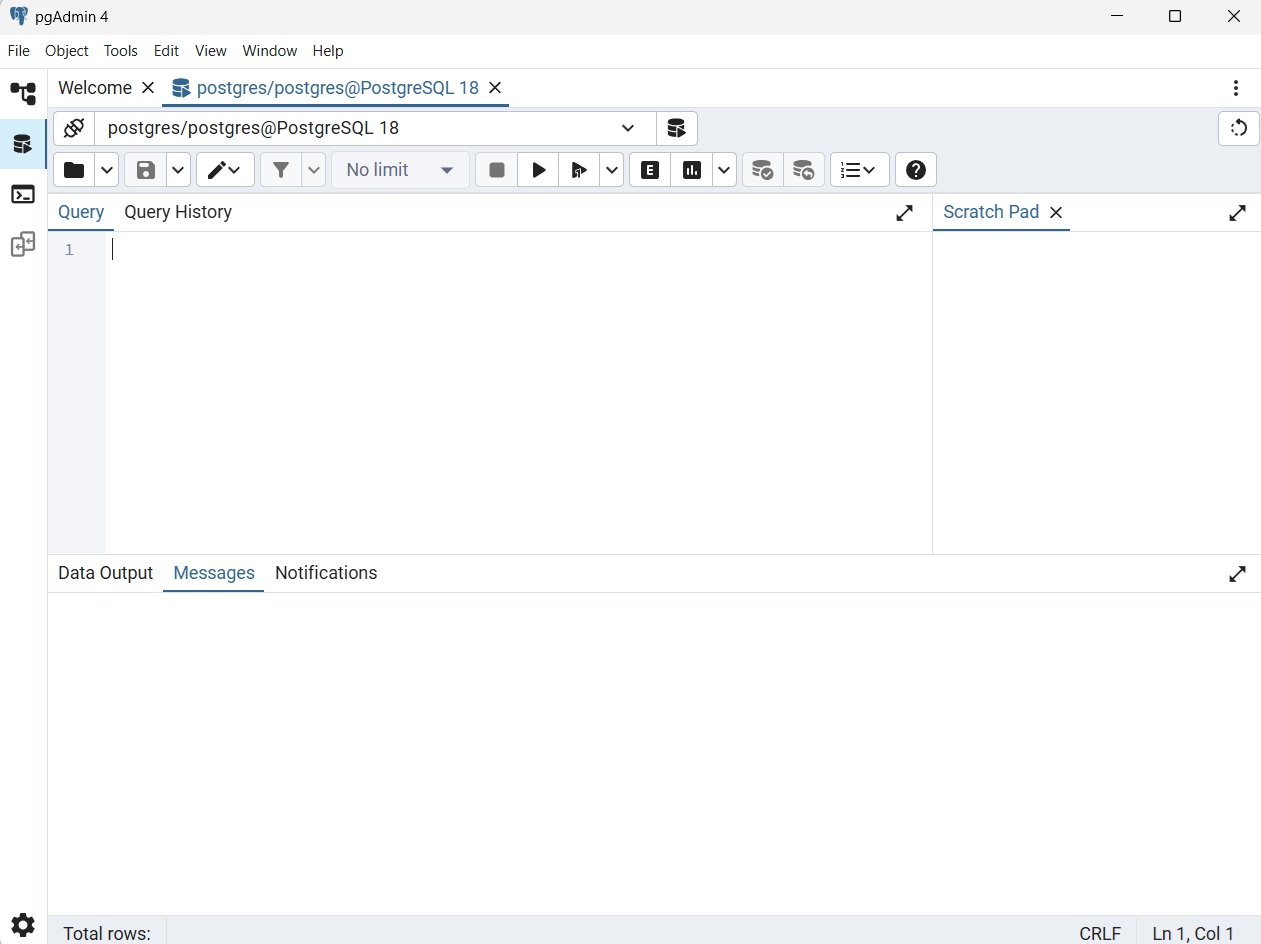 pgAdmin 4
File Object Tools Edit View Window Help
Welcome postgres/postgres@PostgreSQL 18
postgres/postgres@PostgreSQL 18
No limit E
Query Query History Scratch Pad
1
Data Output Messages Notifications
Total rows: CRLF Ln 1, Col 1